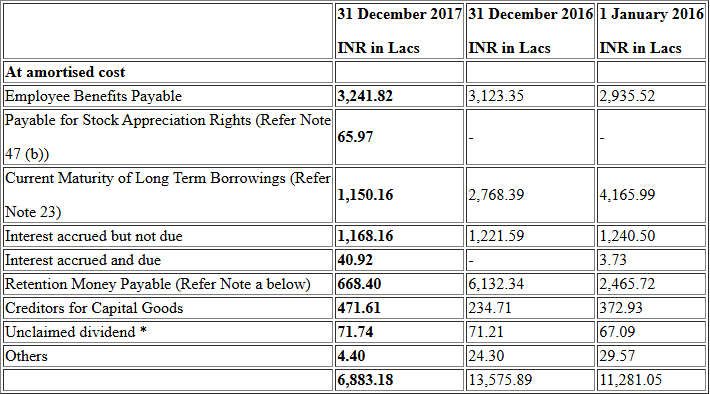 31 December 2017 31 December 2016 1 January 2016
INR in Lacs INR in Lacs INR in Lacs
At amortised cost
Employee Benefits Payable 3,241.82 3,123.35 2,935.52
Payable for Stock Appreciation Rights (Refer Note
47 (b)) 65.97 - -
Current Maturity of Long Term Borrowings (Refer
Note 23) 1,150.16 2,768.39 4,165.99
Interest accrued but not due 1,168.16 1,221.59 1,240.50
Interest accrued and due 40.92 - 3.73
Retention Money Payable (Refer Note a below) 668.40 6,132.34 2,465.72
Creditors for Capital Goods 471.61 234.71 372.93
Unclaimed dividend * 71.74 71.21 67.09
Others 4.40 24.30 29.57
6,883.18 13,575.89 11,281.05